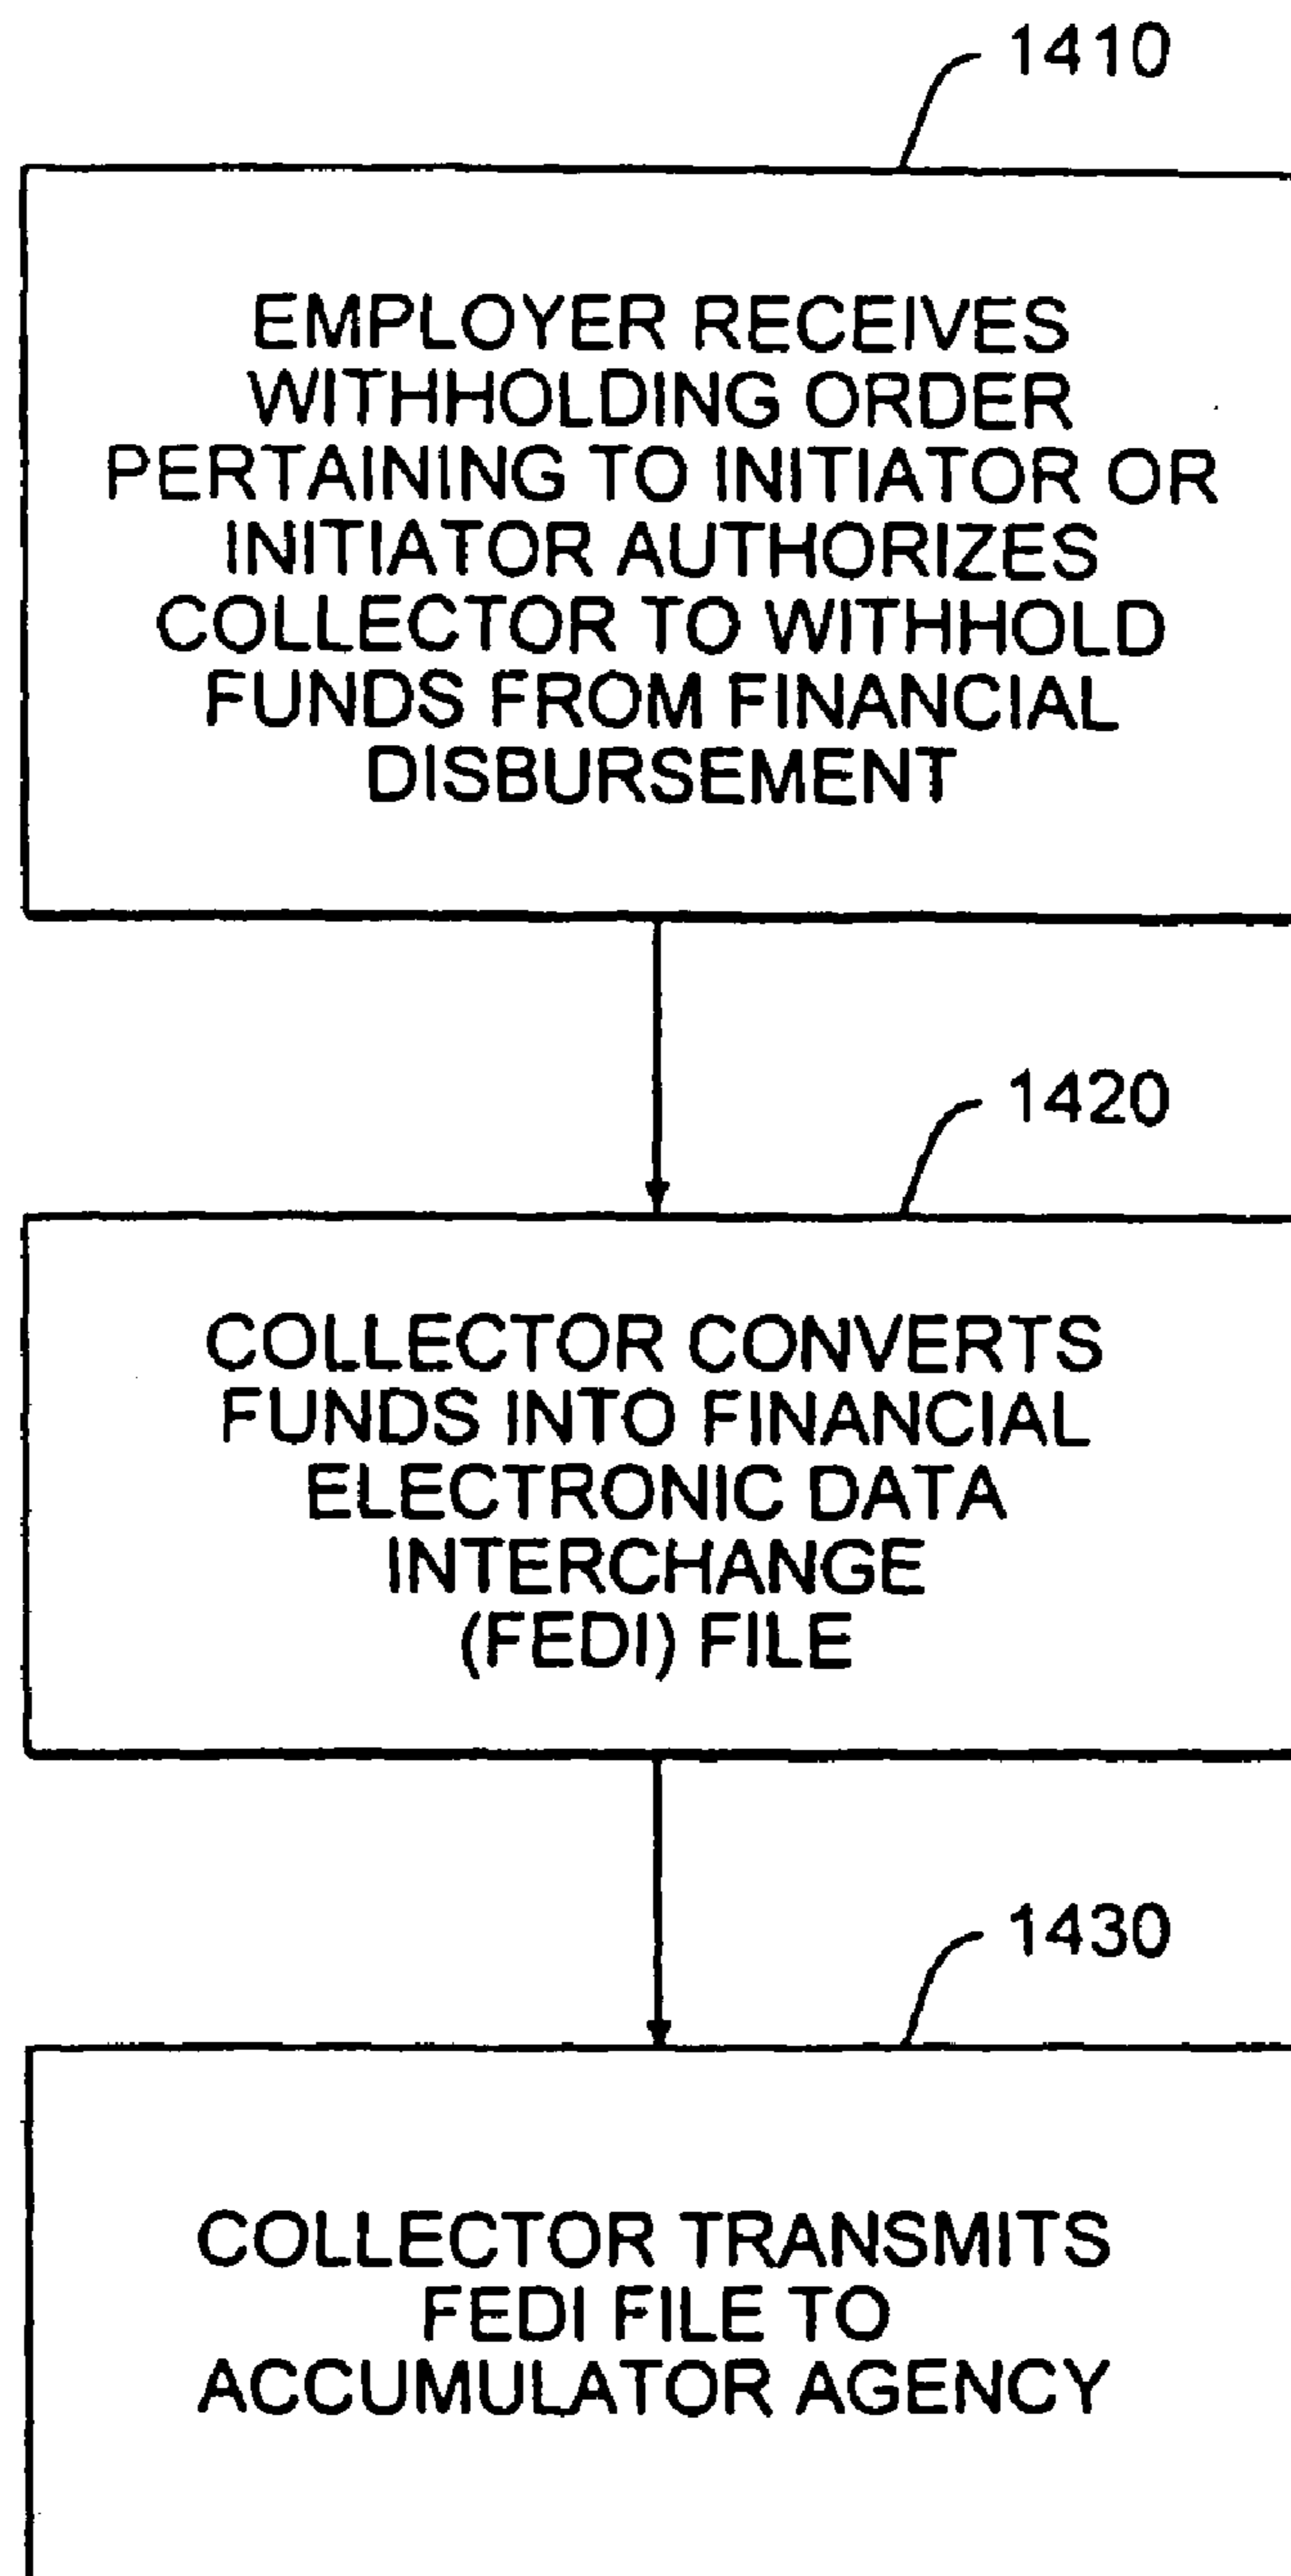 1410
EMPLOYER RECEIVES
WITHHOLDING ORDER
PERTAINING TO INITIATOR OR
INITIATOR AUTHORIZES
COLLECTOR TO WITHHOLD
FUNDS FROM FINANCIAL
DISBURSEMENT
1420
COLLECTOR CONVERTS
FUNDS INTO FINANCIAL
ELECTRONIC DATA
INTERCHANGE
(FEDI) FILE
1430
COLLECTOR TRANSMITS
FEDI FILE TO
ACCUMULATOR AGENCY